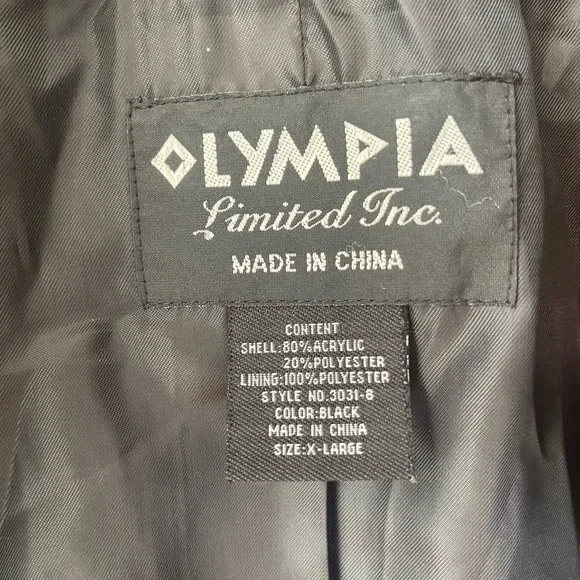 OLYMPIA
Limited Inc.
MADE IN CHINA
CONTENT
SHELL:80%ACRYLIC
20%POLYESTER
LINING:100%POLYESTER
STYLE NO.3031-8
COLOR:BLACK
MADE IN CHINA
SIZE:X-LARGE